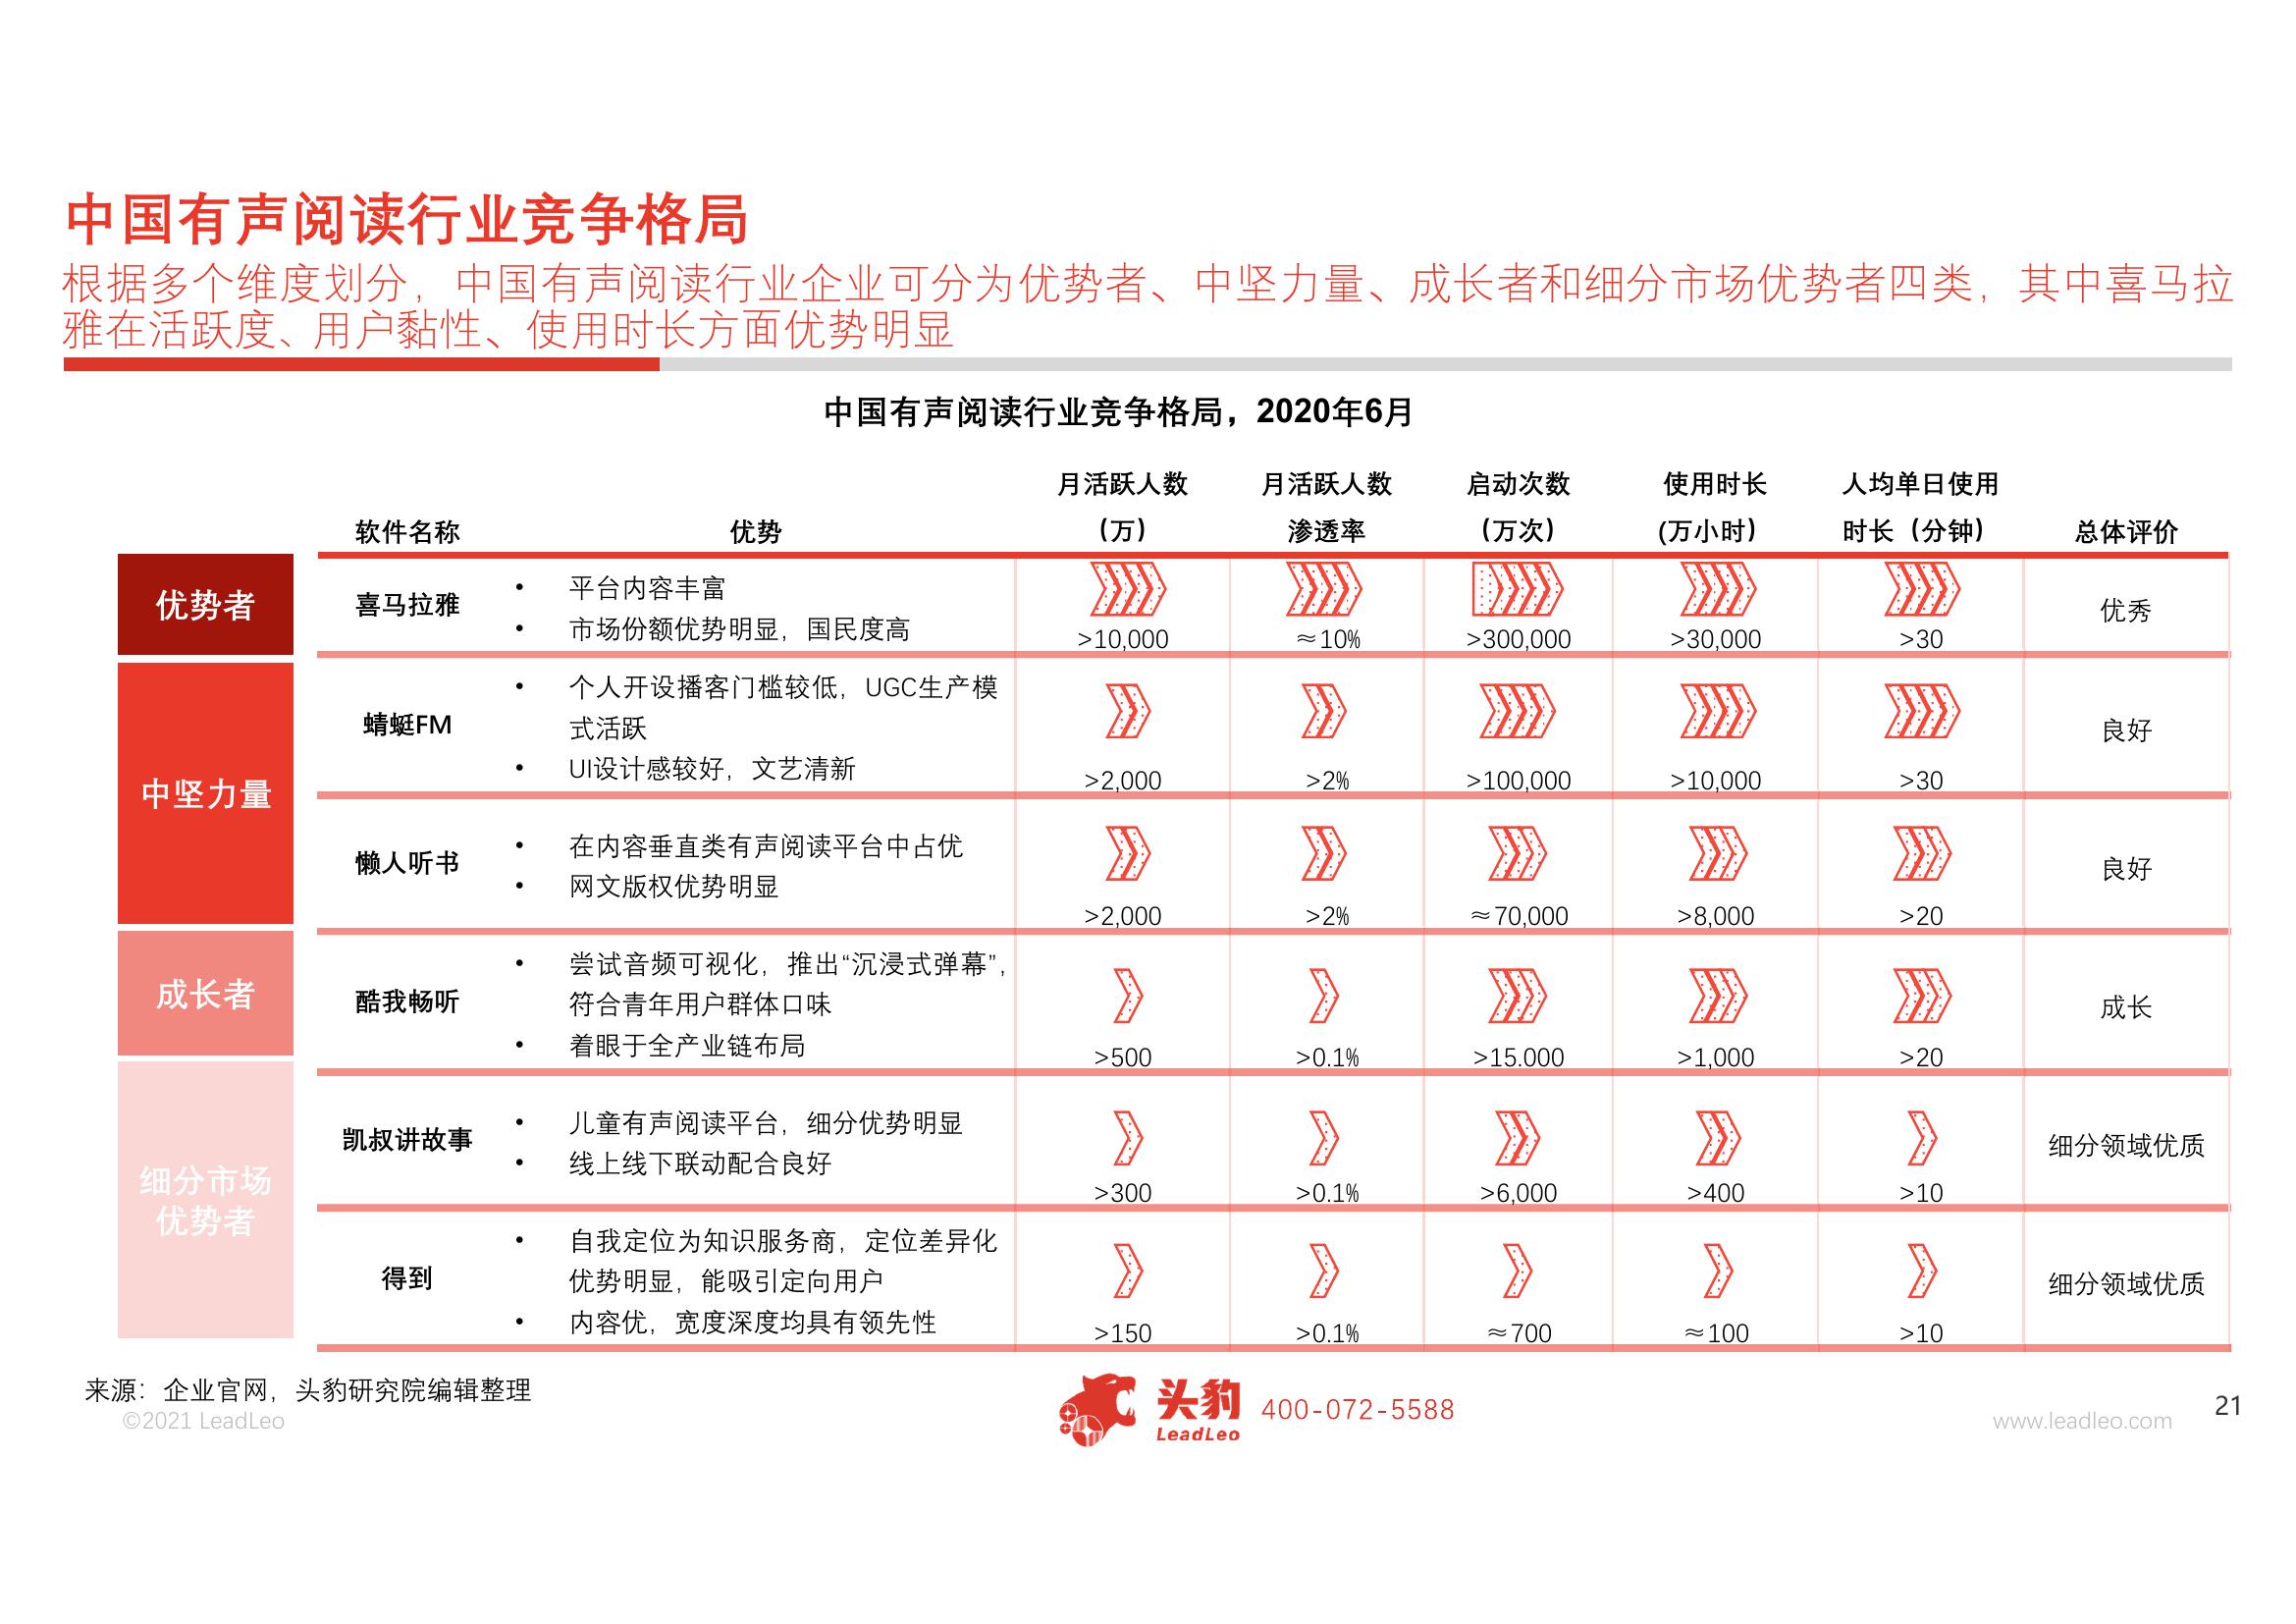 中国有声阅读行业竞争格局
根据多个维度划分，中国有声阅读行业企业可分为优势者、中坚力量、成长者和细分市场优势者四类，其中喜马拉
雅在活跃度、用户黏性、使用时长方面优势明显
中国有声阅读行业竞争格局，2020年6月
软件名称
优势
月活跃人数
（万）
月活跃人数
渗透率
启动次数
（万次）
使用时长
(万小时）
人均单日使用
时长（分钟）
总体评价
优势者
喜马拉雅
• 平台内容丰富
• 市场份额优势明显，国民度高
>10,000
≈10%
>300,000
>30,000
>30
优秀
中坚力量
蜻蜓FM
• 个人开设播客门槛较低，UGC生产模
式活跃
• UI设计感较好，文艺清新
>2,000
>2%
>100,000
>10,000
>30
良好
懒人听书
• 在内容垂直类有声阅读平台中占优
• 网文版权优势明显
>2,000
>2%
≈70,000
>8,000
>20
良好
成长者
酷我畅听
• 尝试音频可视化，推出“沉浸式弹幕”，
符合青年用户群体口味
• 着眼于全产业链布局
>500
>0.1%
>15.000
>1,000
>20
成长
细分市场
优势者
凯叔讲故事
• 儿童有声阅读平台，细分优势明显
• 线上线下联动配合良好
>300
>0.1%
>6,000
>400
>10
细分领域优质
得到
• 自我定位为知识服务商，定位差异化
优势明显，能吸引定向用户
• 内容优，宽度深度均具有领先性
>150
>0.1%
≈700
≈100
>10
细分领域优质
来源：企业官网，头豹研究院编辑整理
©2021 LeadLeo
头豹
LeadLeo
400-072-5588
www.leadleo.com
21